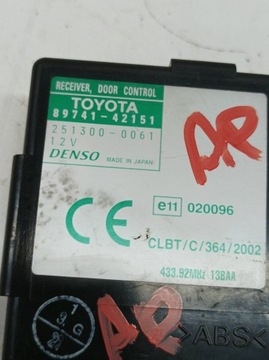 RECEIVER, DOOR CONTROL
TOYOTA
89741-42151
251300-0061
12V
DENSO MADE IN JAPAN
CE e11 020096
CLBT/C/364/2002
433.92MHz 13BAA
AR
AR
>ABS<